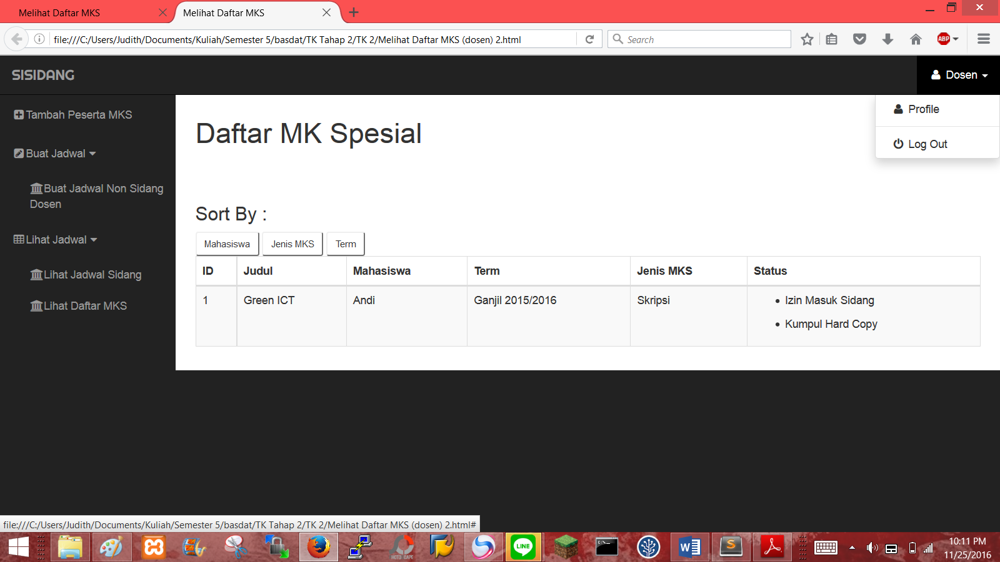 Melihat Daftar MKS
Melihat Daftar MKS
file:///C:/Users/Judith/Documents/Kuliah/Semester 5/basdat/TK Tahap 2/TK 2/Melihat Daftar MKS (dosen) 2.html
Search
ABP
SISIDANG
Dosen
Profile
Log Out
Tambah Peserta MKS
Buat Jadwal
Buat Jadwal Non Sidang
Dosen
Lihat Jadwal
Lihat Jadwal Sidang
Lihat Daftar MKS
Daftar MK Spesial
Sort By :
Mahasiswa Jenis MKS Term
ID Judul Mahasiswa Term Jenis MKS Status
1 Green ICT Andi Ganjil 2015/2016 Skripsi • Izin Masuk Sidang
• Kumpul Hard Copy
file:///C:/Users/Judith/Documents/Kuliah/Semester 5/basdat/TK Tahap 2/TK 2/Melihat Daftar MKS (dosen) 2.html#
LINE
10:11 PM
11/25/2016